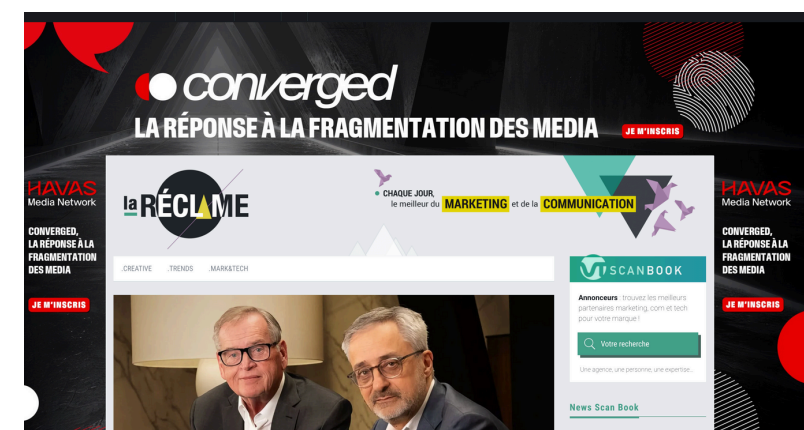 converged
LA RÉPONSE À LA FRAGMENTATION DES MEDIA
JE M'INSCRIS
HAVAS
Media Network
CONVERGED,
LA RÉPONSE À LA
FRAGMENTATION
DES MEDIA
JE M'INSCRIS
la RÉCLAME
CHAQUE JOUR,
le meilleur du MARKETING et de la COMMUNICATION
.CREATIVE .TRENDS .MARK&TECH
SCANBOOK
Annonceurs : trouvez les meilleurs
partenaires marketing, com et tech
pour votre marque !
Votre recherche
Une agence, une personne, une expertise...
News Scan Book
HAVAS
Media Network
CONVERGED,
LA RÉPONSE À LA
FRAGMENTATION
DES MEDIA
JE M'INSCRIS